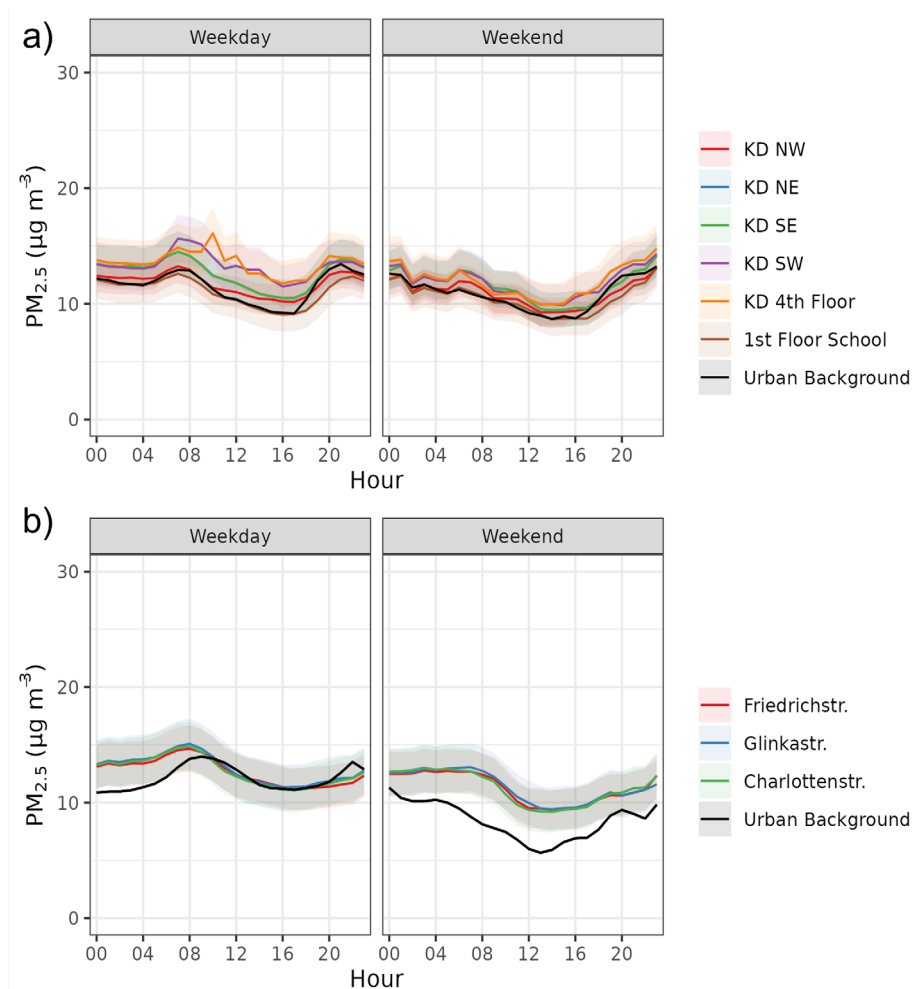 a)
Weekday
Weekend
30
20
10
0
PM2.5 (µg m⁻³)
00 04 08 12 16 20 00 04 08 12 16 20
Hour
KD NW
KD NE
KD SE
KD SW
KD 4th Floor
1st Floor School
Urban Background
b)
Weekday
Weekend
30
20
10
0
PM2.5 (µg m⁻³)
00 04 08 12 16 20 00 04 08 12 16 20
Hour
Friedrichstr.
Glinkastr.
Charlottenstr.
Urban Background